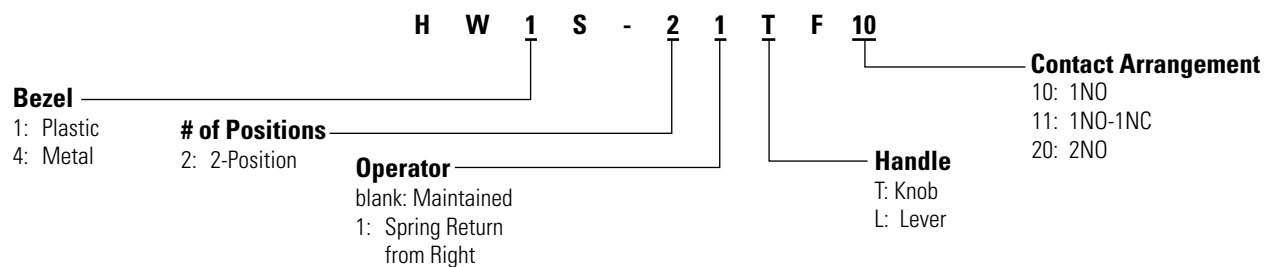 H W 1 S - 2 1 T F 10
Bezel
1: Plastic
4: Metal
# of Positions
2: 2-Position
Operator
blank: Maintained
1: Spring Return
from Right
Handle
T: Knob
L: Lever
Contact Arrangement
10: 1NO
11: 1NO-1NC
20: 2NO